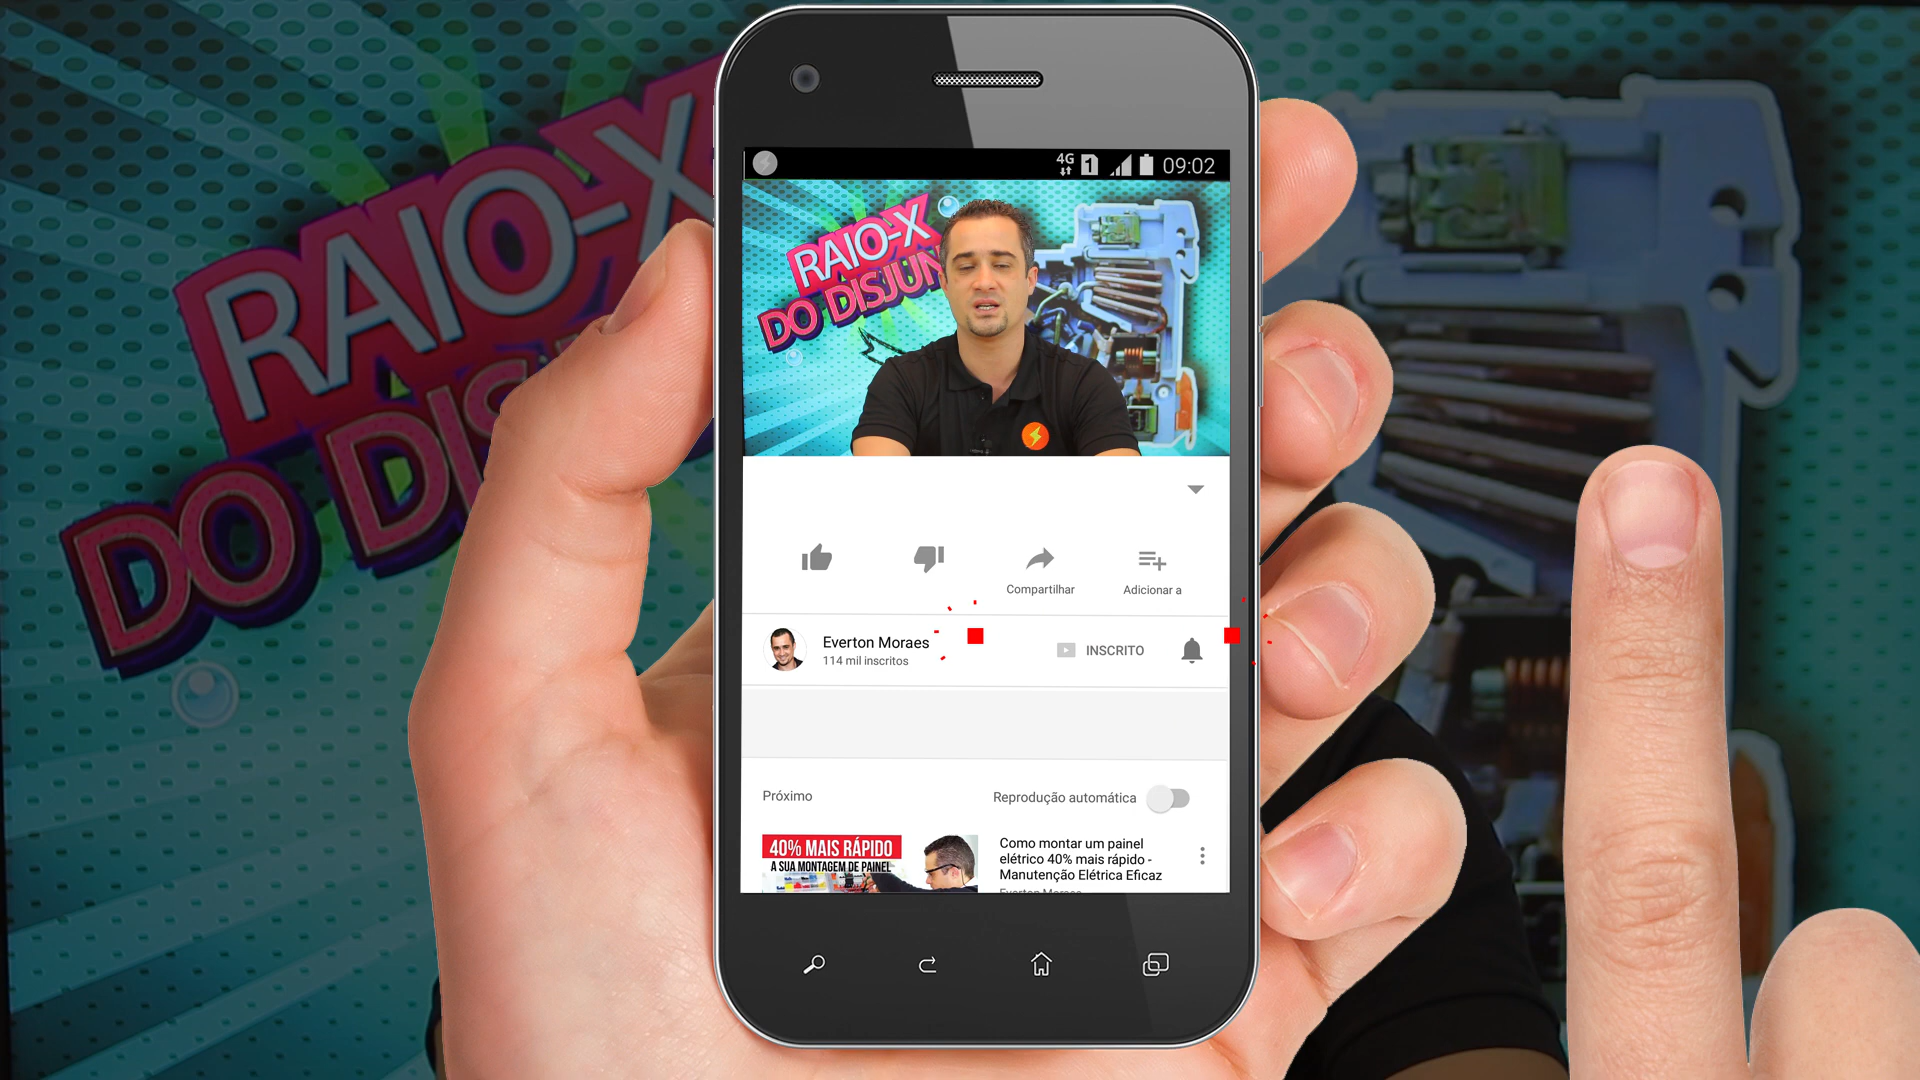 RAIO-X
DO DIS
4G
1
09:02
RAIO-X
DO DISJUN
Compartilhar
Adicionar a
Everton Moraes
114 mil inscritos
INSCRITO
Próximo
Reprodução automática
40% MAIS RÁPIDO
A SUA MONTAGEM DE PAINEL
Como montar um painel
elétrico 40% mais rápido -
Manutenção Elétrica Eficaz
Everton Moraes